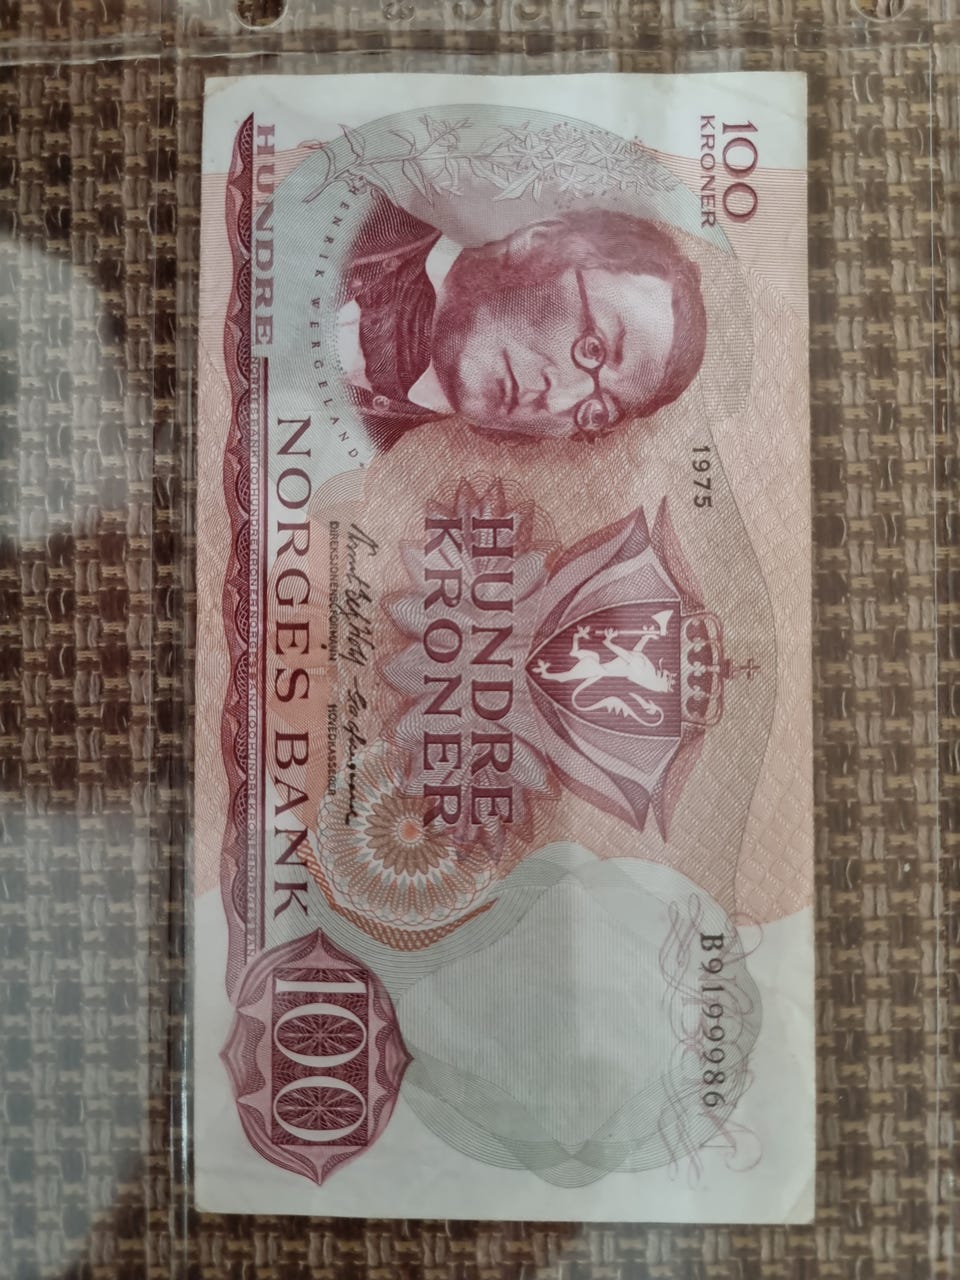 100
KRONER
1975
B9199986
HUNDRE
KRONER
HENRIK WERGELAND
DIREKSJONENS FORMANN
HOVEDKASSERER
NORGES BANK
HUNDRE
100